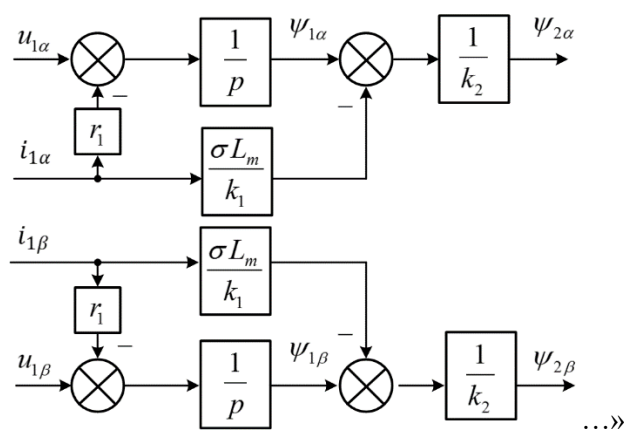 u₁α ψ₁α ψ₂α
− 1/p − 1/k₂
r₁
i₁α σLₘ/k₁
i₁β σLₘ/k₁
r₁
− −
u₁β 1/p ψ₁β 1/k₂ ψ₂β
…»